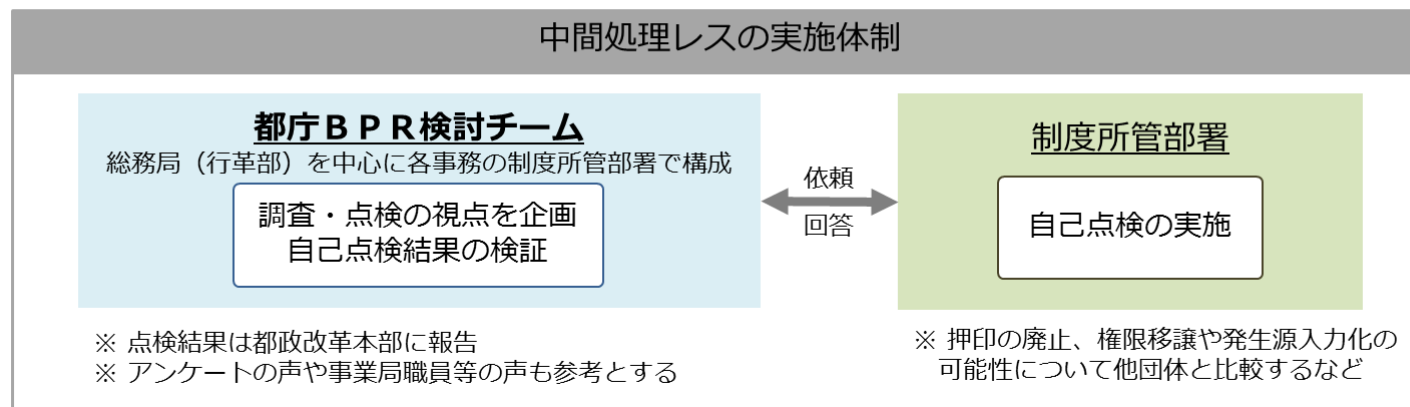 中間処理レスの実施体制
都庁ＢＰＲ検討チーム
総務局（行革部）を中心に各事務の制度所管部署で構成
調査・点検の視点を企画
自己点検結果の検証
依頼
回答
制度所管部署
自己点検の実施
※ 点検結果は都政改革本部に報告
※ アンケートの声や事業局職員等の声も参考とする
※ 押印の廃止、権限移譲や発生源入力化の
可能性について他団体と比較するなど